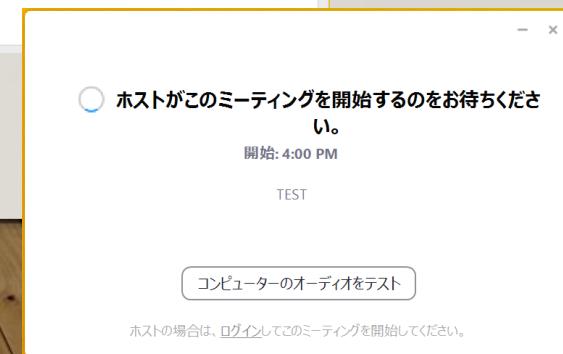 ホストがこのミーティングを開始するのをお待ちくださ
い。
開始: 4:00 PM
TEST
コンピューターのオーディオをテスト
ホストの場合は、ログインしてこのミーティングを開始してください。